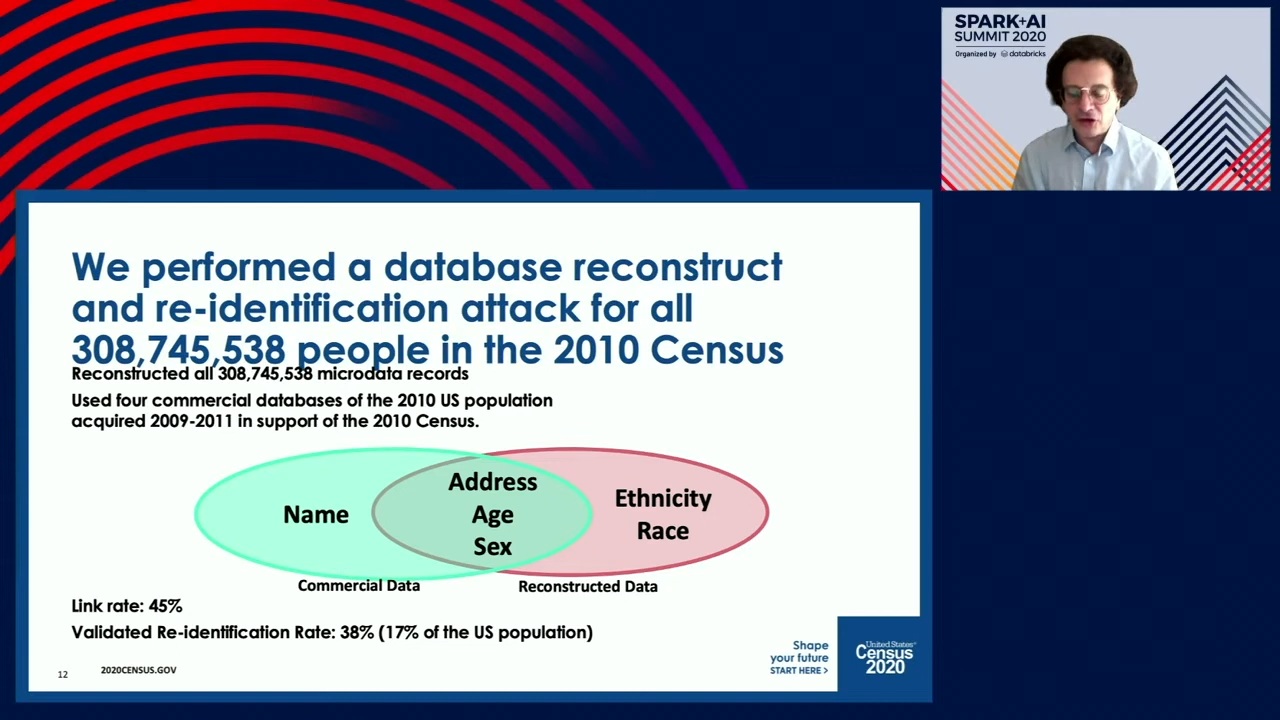 SPARK+AI
SUMMIT 2020
Organized by databricks
We performed a database reconstruct
and re-identification attack for all
308,745,538 people in the 2010 Census
Reconstructed all 308,745,538 microdata records
Used four commercial databases of the 2010 US population
acquired 2009-2011 in support of the 2010 Census.
Name
Address
Age
Sex
Ethnicity
Race
Commercial Data
Reconstructed Data
Link rate: 45%
Validated Re-identification Rate: 38% (17% of the US population)
12
2020CENSUS.GOV
Shape
your future
START HERE >
United States®
Census
2020